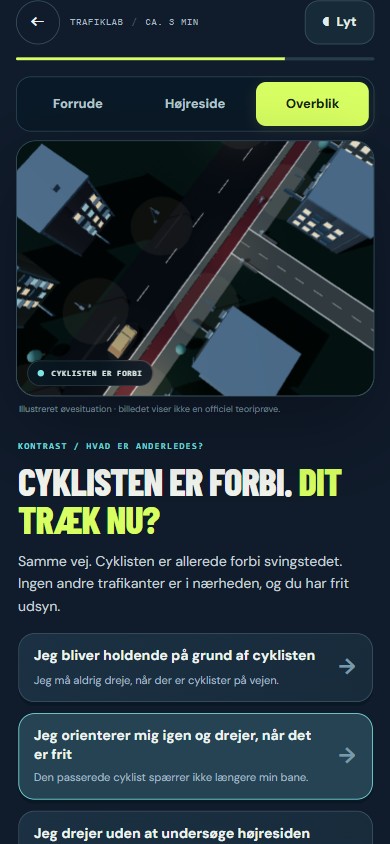 TRAFIKLAB / CA. 3 MIN
Lyt
Forrude
Højreside
Overblik
CYKLISTEN ER FORBI
Illustreret øvesituation · billedet viser ikke en officiel teoriprøve.
KONTRAST / HVAD ER ANDERLEDES?
CYKLISTEN ER FORBI. DIT
TRÆK NU?
Samme vej. Cyklisten er allerede forbi svingstedet.
Ingen andre trafikanter er i nærheden, og du har frit
udsyn.
Jeg bliver holdende på grund af cyklisten
Jeg må aldrig dreje, når der er cyklister på vejen.
Jeg orienterer mig igen og drejer, når det
er frit
Den passerede cyklist spærrer ikke længere min bane.
Jeg drejer uden at undersøge højresiden